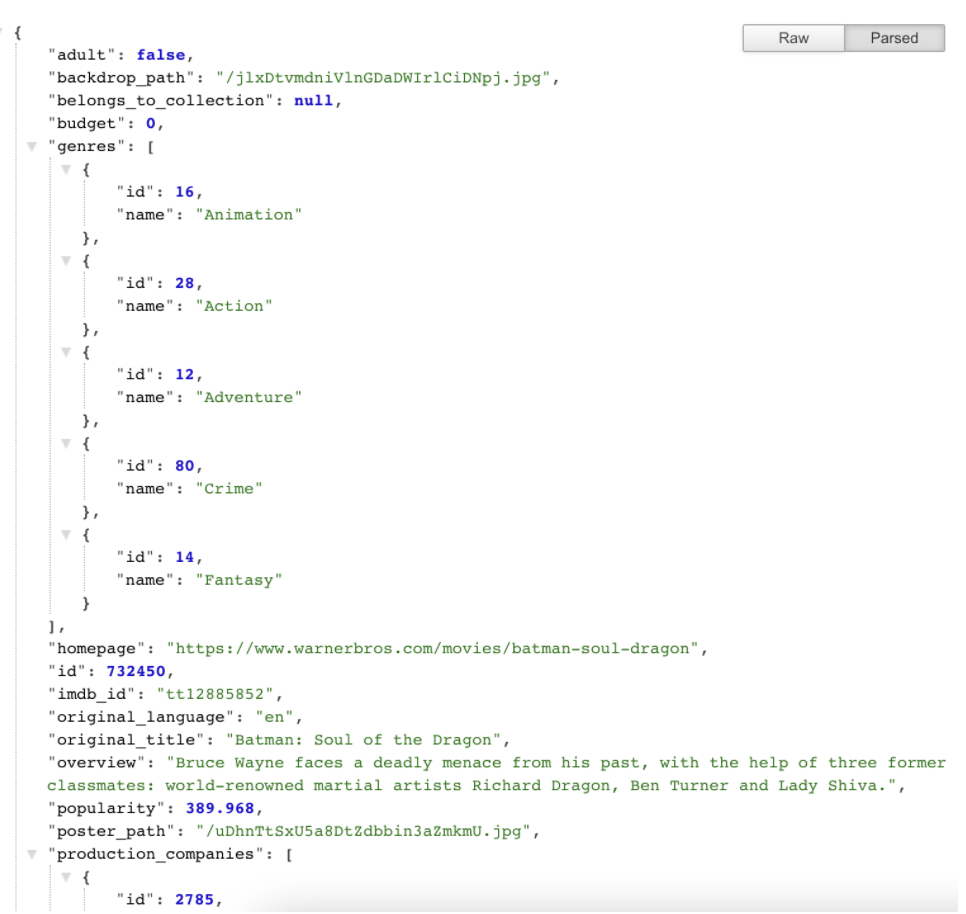 {
Raw Parsed
"adult": false,
"backdrop_path": "/jlxDtvmdniVlnGDaDWIrlCiDNpj.jpg",
"belongs_to_collection": null,
"budget": 0,
"genres": [
{
"id": 16,
"name": "Animation"
},
{
"id": 28,
"name": "Action"
},
{
"id": 12,
"name": "Adventure"
},
{
"id": 80,
"name": "Crime"
},
{
"id": 14,
"name": "Fantasy"
}
],
"homepage": "https://www.warnerbros.com/movies/batman-soul-dragon",
"id": 732450,
"imdb_id": "tt12885852",
"original_language": "en",
"original_title": "Batman: Soul of the Dragon",
"overview": "Bruce Wayne faces a deadly menace from his past, with the help of three former
classmates: world-renowned martial artists Richard Dragon, Ben Turner and Lady Shiva.",
"popularity": 389.968,
"poster_path": "/uDhnTtSxU5a8DtZdbbin3aZmkmU.jpg",
"production_companies": [
{
"id": 2785,